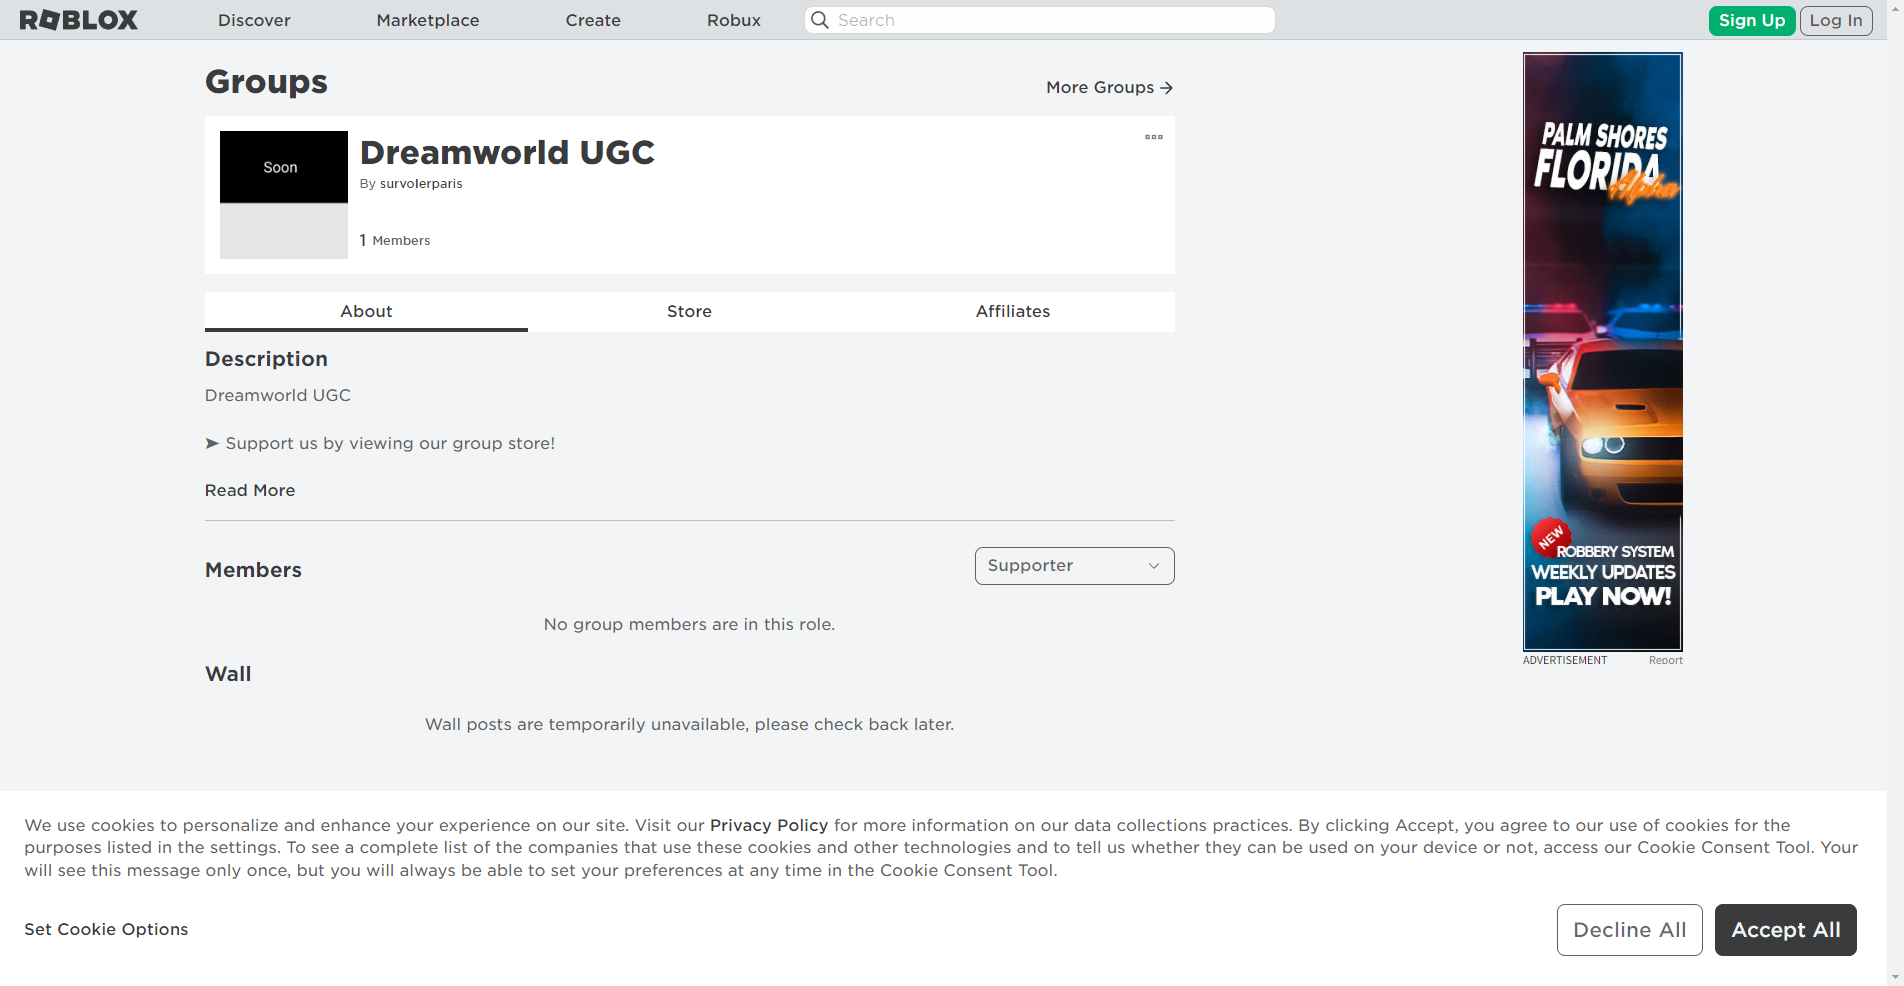 ROBLOX
Discover
Marketplace
Create
Robux
Search
Sign Up
Log In
Groups
More Groups →
Soon
Dreamworld UGC
By survolerparis
1 Members
About
Store
Affiliates
Description
Dreamworld UGC
➤ Support us by viewing our group store!
Read More
Members
Supporter
No group members are in this role.
Wall
Wall posts are temporarily unavailable, please check back later.
PALM SHORES
FLORIDA
Alpha
NEW
ROBBERY SYSTEM
WEEKLY UPDATES
PLAY NOW!
ADVERTISEMENT
Report
We use cookies to personalize and enhance your experience on our site. Visit our Privacy Policy for more information on our data collections practices. By clicking Accept, you agree to our use of cookies for the
purposes listed in the settings. To see a complete list of the companies that use these cookies and other technologies and to tell us whether they can be used on your device or not, access our Cookie Consent Tool. Your
will see this message only once, but you will always be able to set your preferences at any time in the Cookie Consent Tool.
Set Cookie Options
Decline All
Accept All